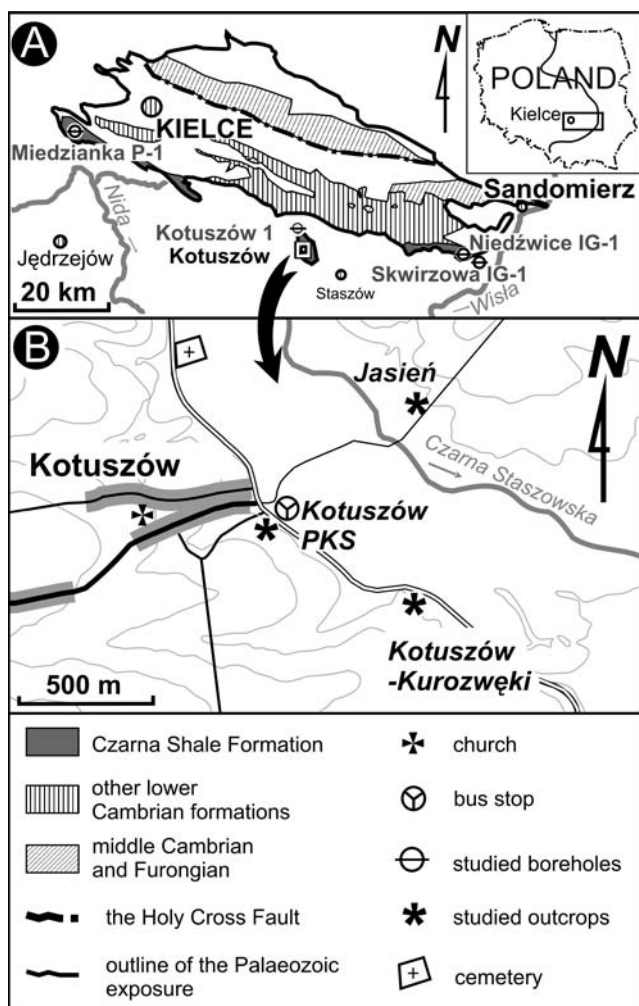 A
N
POLAND
Kielce
KIELCE
Miedzianka P-1
Nida
Sandomierz
Kotuszów 1
Kotuszów
Niedźwice IG-1
Skwirzowa IG-1
Jędrzejów
Staszów
Wisła
20 km
B
N
Jasień
Czarna Staszowska
Kotuszów
Kotuszów
PKS
Kotuszów
-Kurozwęki
500 m
Czarna Shale Formation
church
other lower
Cambrian formations
bus stop
middle Cambrian
and Furongian
studied boreholes
the Holy Cross Fault
studied outcrops
outline of the Palaeozoic
exposure
cemetery